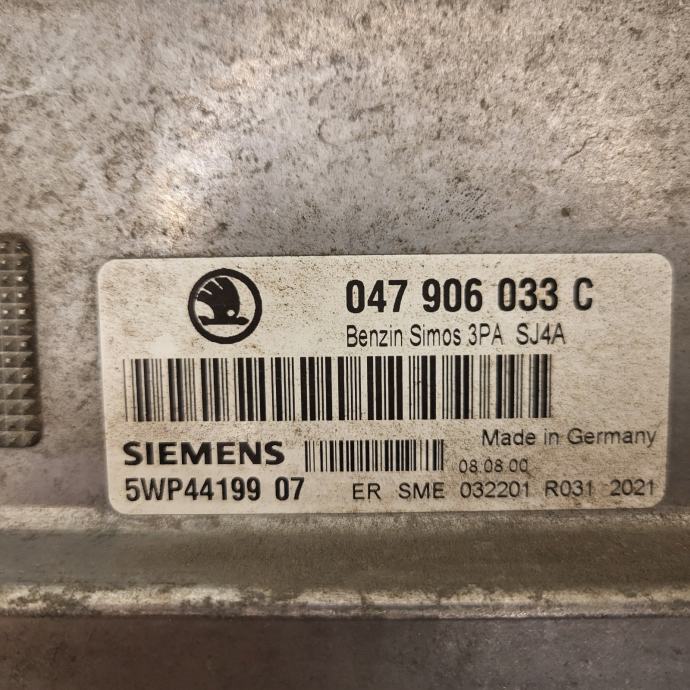 047 906 033 C
Benzin Simos 3PA SJ4A
Made in Germany
SIEMENS 08.08.00
5WP44199 07 ER SME 032201 R031 2021